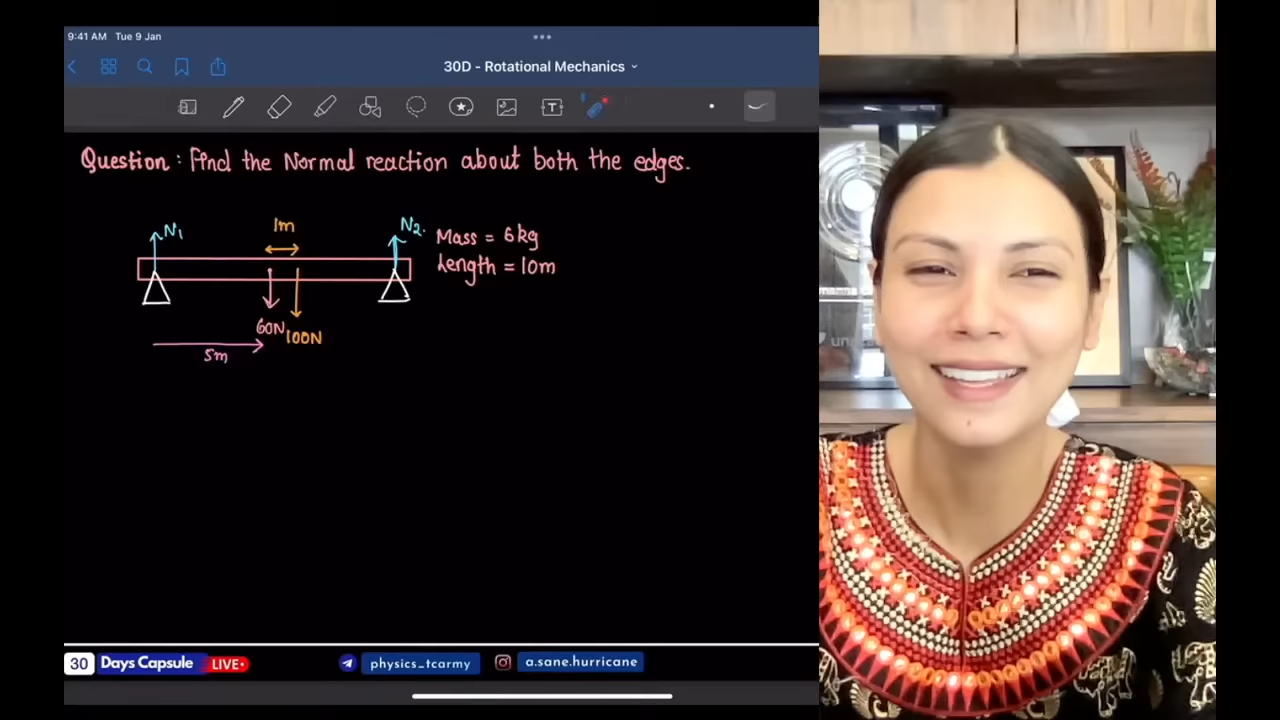 9:41 AM Tue 9 Jan
30D - Rotational Mechanics
T
Question: Find the Normal reaction about both the edges.
N1
1m
N2.
Mass = 6kg
Length = 10m
60N
100N
5m
30 Days Capsule LIVE
physics_tcarmy
a.sane.hurricane